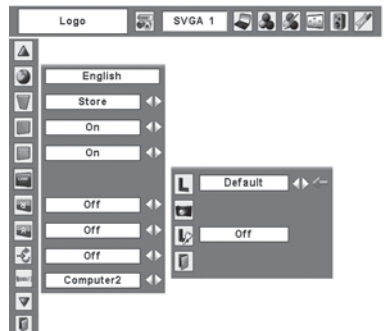 Logo
SVGA 1
English
Store
On
On
L Default
Off
L Off
Off
Off
Computer2